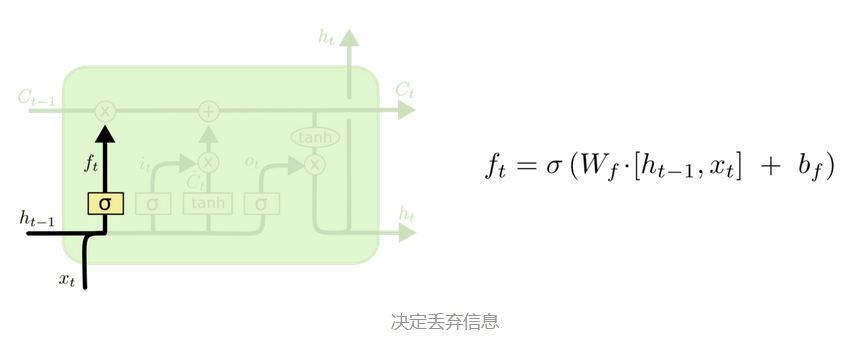 h_t
C_{t-1}
C_t
×
+
tanh
f_t
i_t
×
o_t
×
C̃_t
σ
σ
tanh
σ
h_{t-1}
h_t
x_t
f_t = σ (W_f · [h_{t-1}, x_t] + b_f)
决定丢弃信息